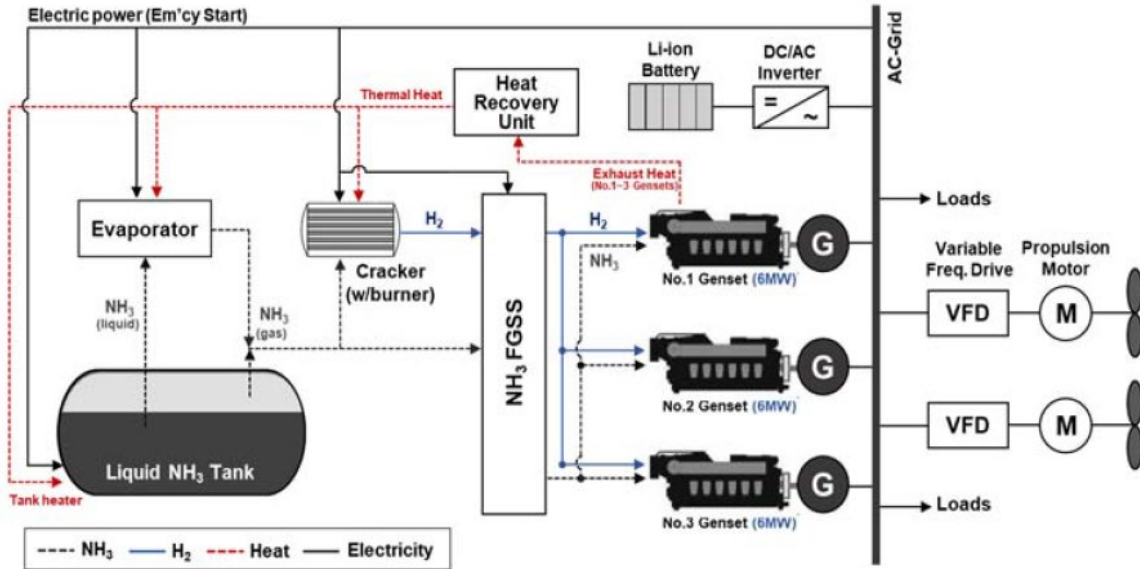 Electric power (Em'cy Start)
AC-Grid
Li-ion
Battery
DC/AC
Inverter
=
~
Heat
Recovery
Unit
Thermal Heat
Exhaust Heat
(No.1~3 Gensets)
Evaporator
H₂
Cracker
(w/burner)
NH₃
(liquid)
NH₃
(gas)
NH₃ FGSS
H₂
NH₃
G
No.1 Genset (6MW)
G
No.2 Genset (6MW)
G
No.3 Genset (6MW)
Loads
Variable
Freq. Drive
Propulsion
Motor
VFD
M
VFD
M
Loads
Liquid NH₃ Tank
Tank heater
NH₃
H₂
Heat
Electricity